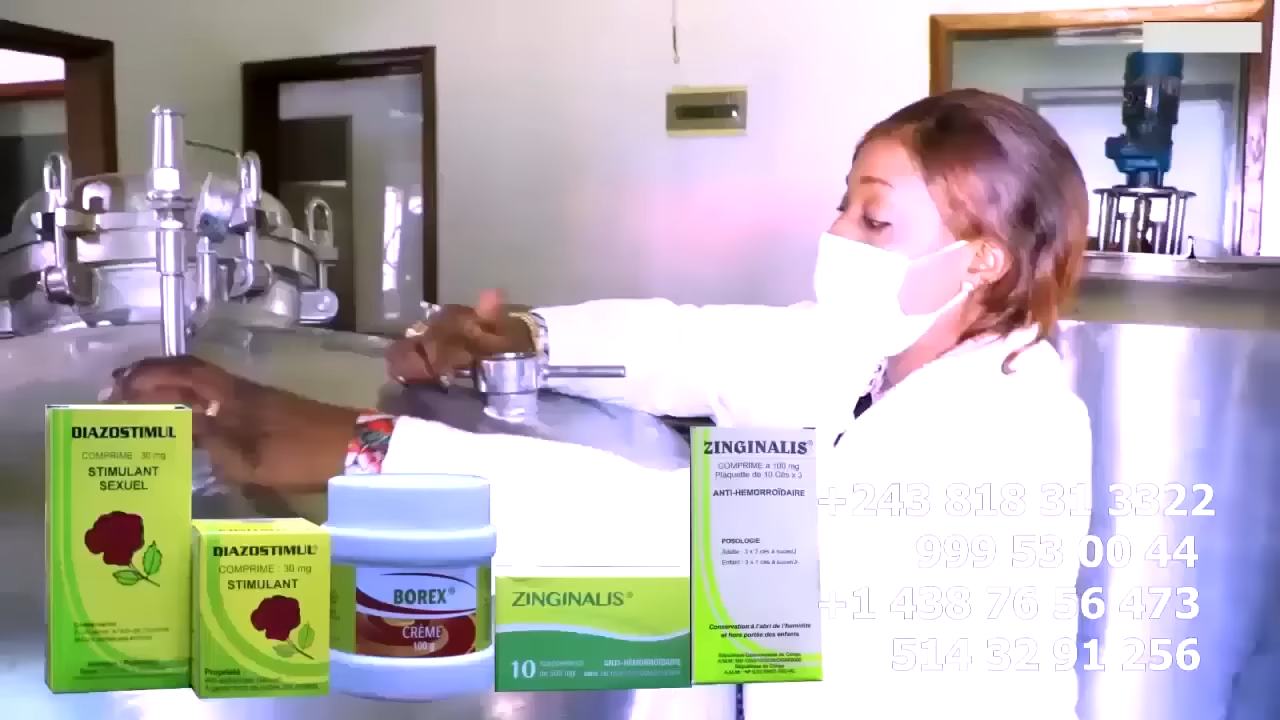 DIAZOSTIMUL
COMPRIME : 30 mg
STIMULANT
SEXUEL
DIAZOSTIMUL®
COMPRIME : 30 mg
STIMULANT
Propriété
BOREX®
CRÈME
100 g
ZINGINALIS®
10
ANTI-HÉMORROÏDAIRE
ZINGINALIS®
COMPRIME à 100 mg
Plaquette de 10 Cés x 3
ANTI-HEMORROÏDAIRE
POSOLOGIE
Conservation à l'abri de l'humidité
et hors portée des enfants
+243 818 31 3322
999 53 00 44
+1 438 76 56 473
514 32 91 256